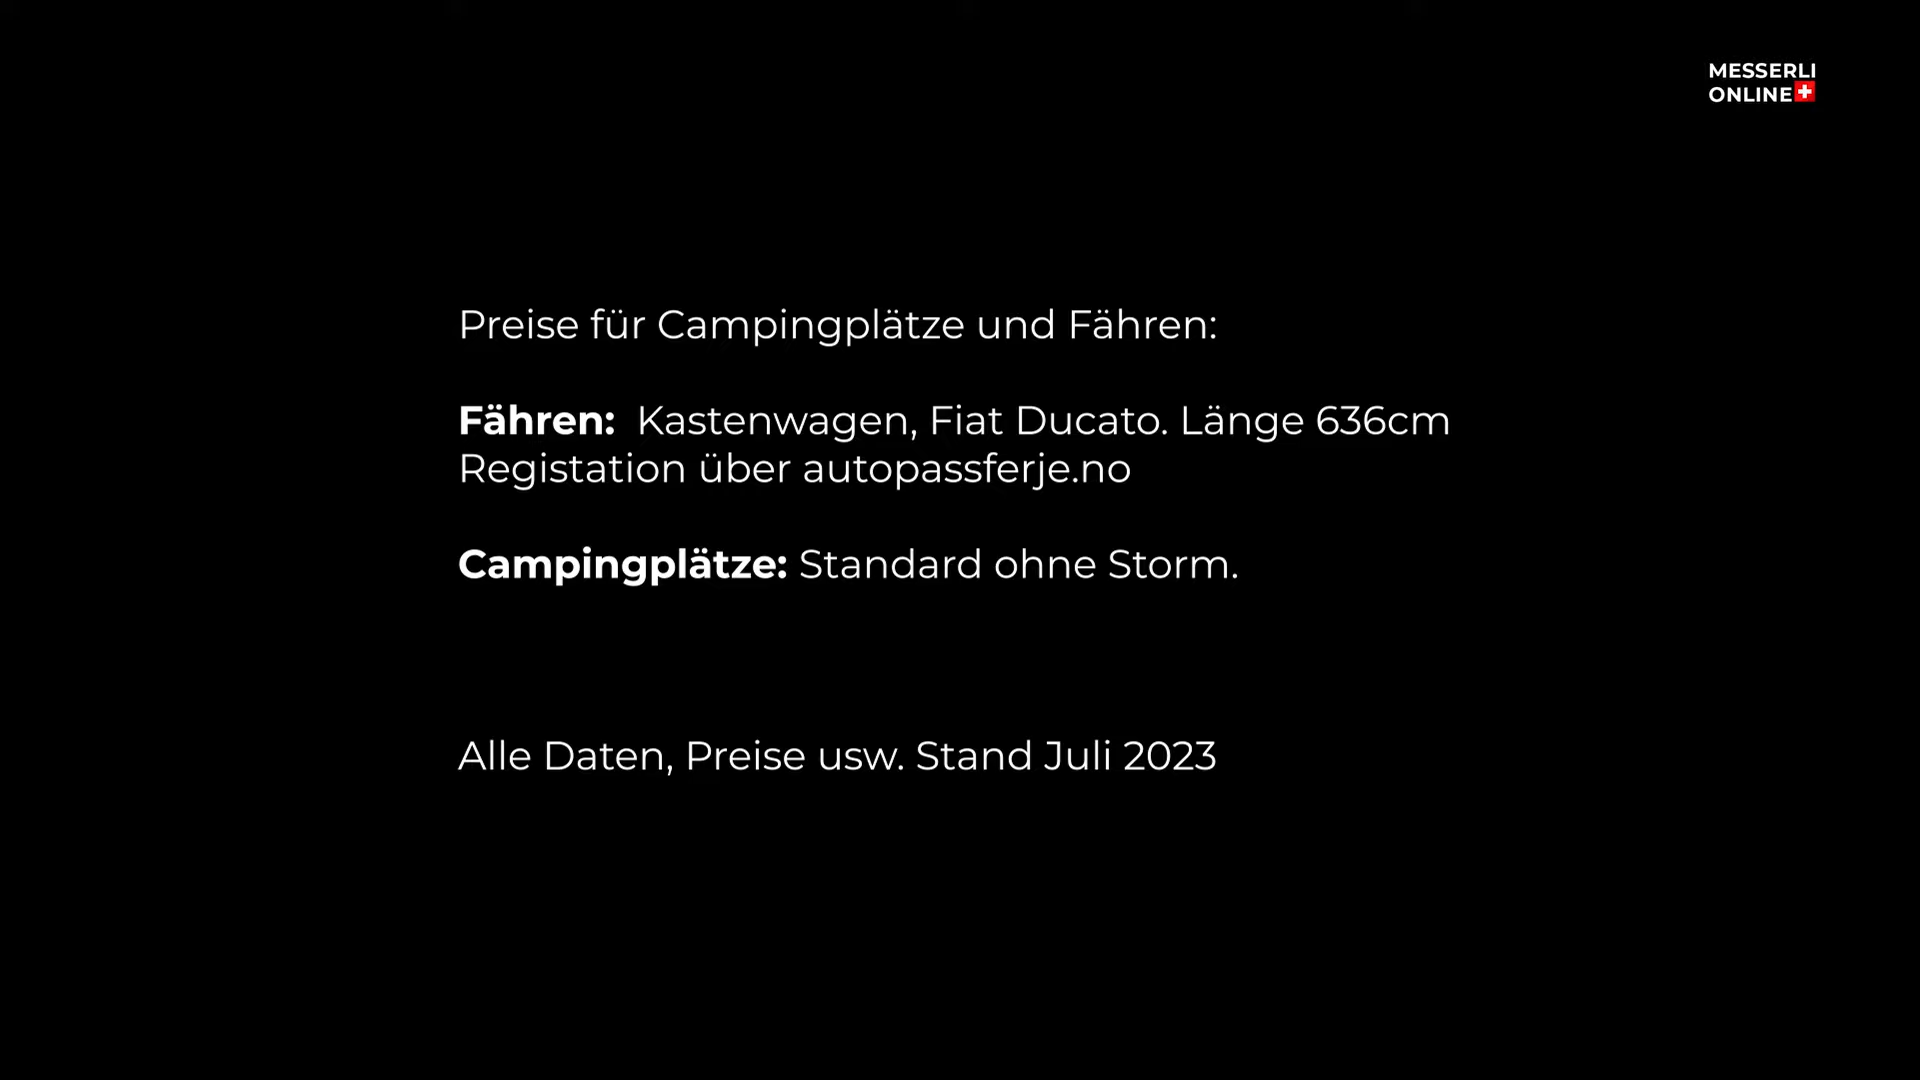 MESSERLI
ONLINE
Preise für Campingplätze und Fähren:
Fähren: Kastenwagen, Fiat Ducato. Länge 636cm
Registation über autopassferje.no
Campingplätze: Standard ohne Storm.
Alle Daten, Preise usw. Stand Juli 2023